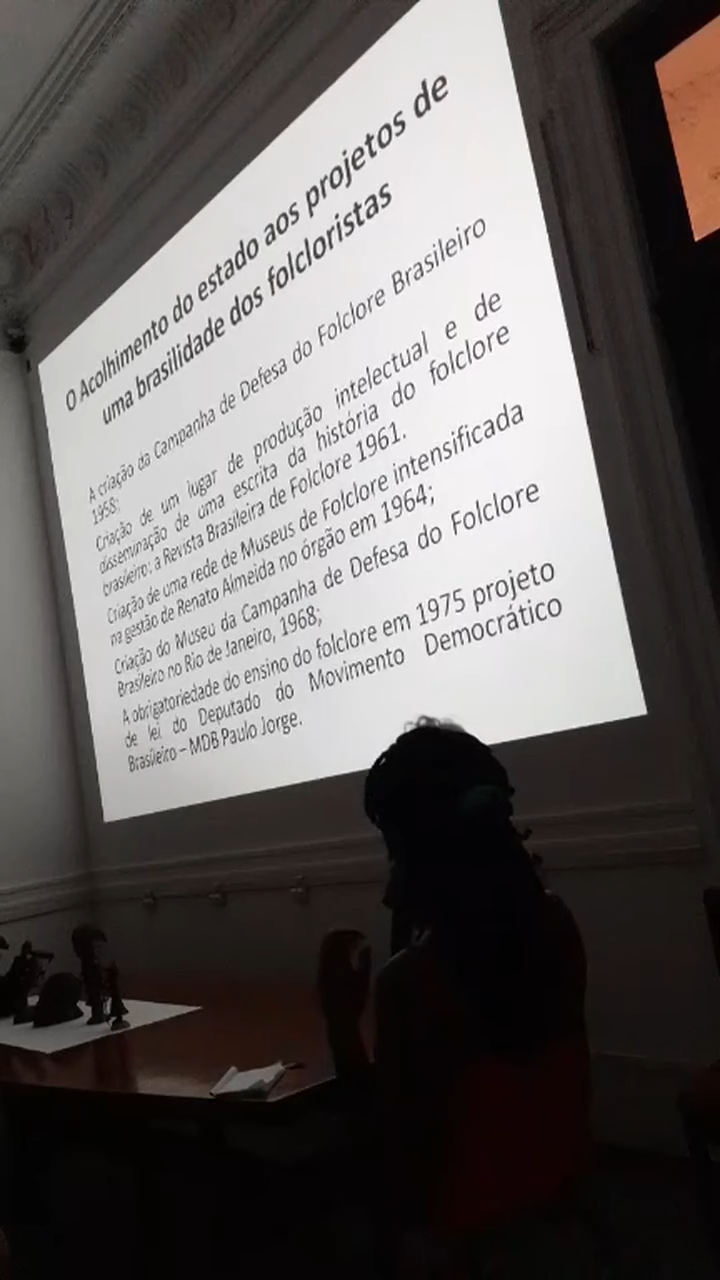 O Acolhimento do estado aos projetos de
uma brasilidade dos folcloristas
A criação da Campanha de Defesa do Folclore Brasileiro
1958;
Criação de um lugar de produção intelectual e de
disseminação de uma escrita da história do folclore
brasileiro: a Revista Brasileira de Folclore 1961.
Criação de uma rede de Museus de Folclore intensificada
na gestão de Renato Almeida no órgão em 1964;
Criação do Museu da Campanha de Defesa do Folclore
Brasileiro no Rio de Janeiro, 1968;
A obrigatoriedade do ensino do folclore em 1975 projeto
de lei do Deputado do Movimento Democrático
Brasileiro – MDB Paulo Jorge.